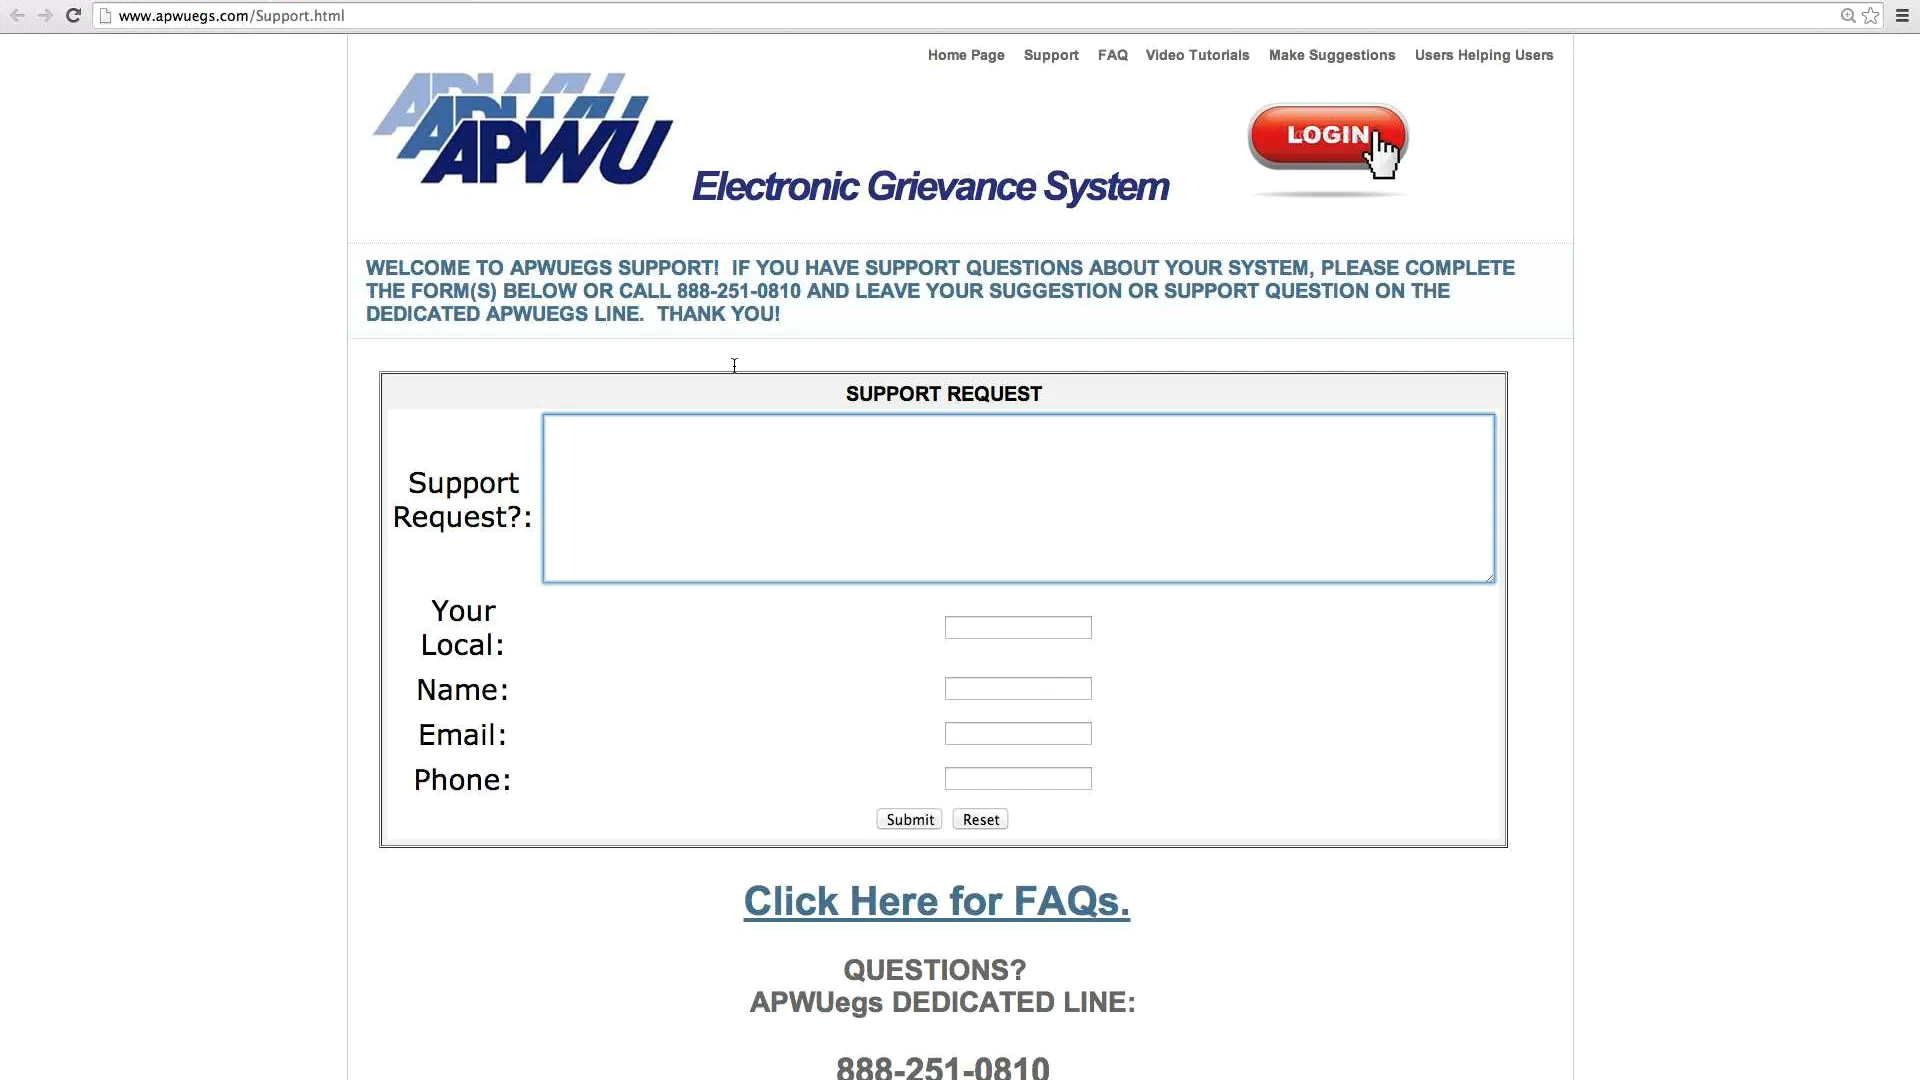 www.apwuegs.com/Support.html
Home Page Support FAQ Video Tutorials Make Suggestions Users Helping Users
APWU
Electronic Grievance System
LOGIN
WELCOME TO APWUEGS SUPPORT! IF YOU HAVE SUPPORT QUESTIONS ABOUT YOUR SYSTEM, PLEASE COMPLETE
THE FORM(S) BELOW OR CALL 888-251-0810 AND LEAVE YOUR SUGGESTION OR SUPPORT QUESTION ON THE
DEDICATED APWUEGS LINE. THANK YOU!
SUPPORT REQUEST
Support
Request?:
Your
Local:
Name:
Email:
Phone:
Submit Reset
Click Here for FAQs.
QUESTIONS?
APWUegs DEDICATED LINE:
888-251-0810